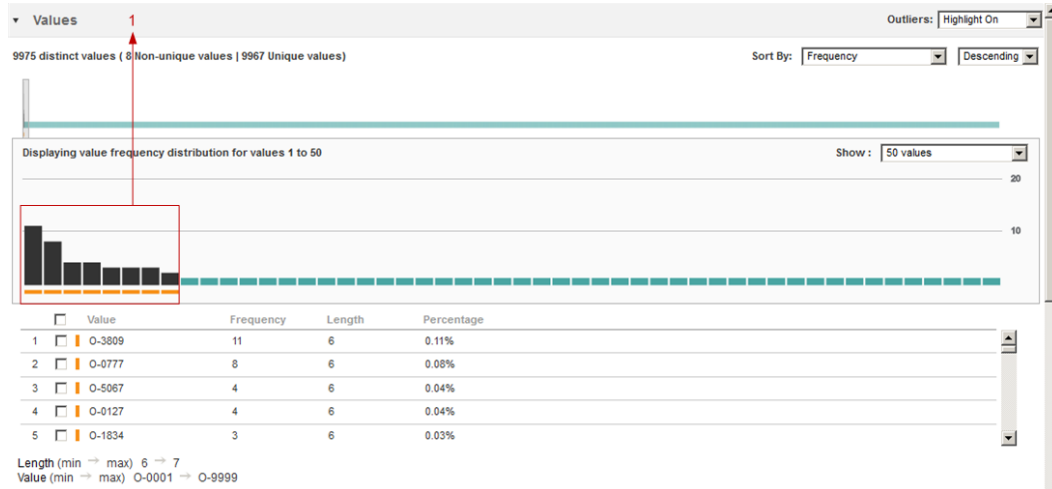 Values 1 Outliers: Highlight On
9975 distinct values ( 8 Non-unique values | 9967 Unique values) Sort By: Frequency Descending
Displaying value frequency distribution for values 1 to 50 Show : 50 values
20
10
Value Frequency Length Percentage
1 O-3809 11 6 0.11%
2 O-0777 8 6 0.08%
3 O-5067 4 6 0.04%
4 O-0127 4 6 0.04%
5 O-1834 3 6 0.03%
Length (min → max) 6 → 7
Value (min → max) O-0001 → O-9999